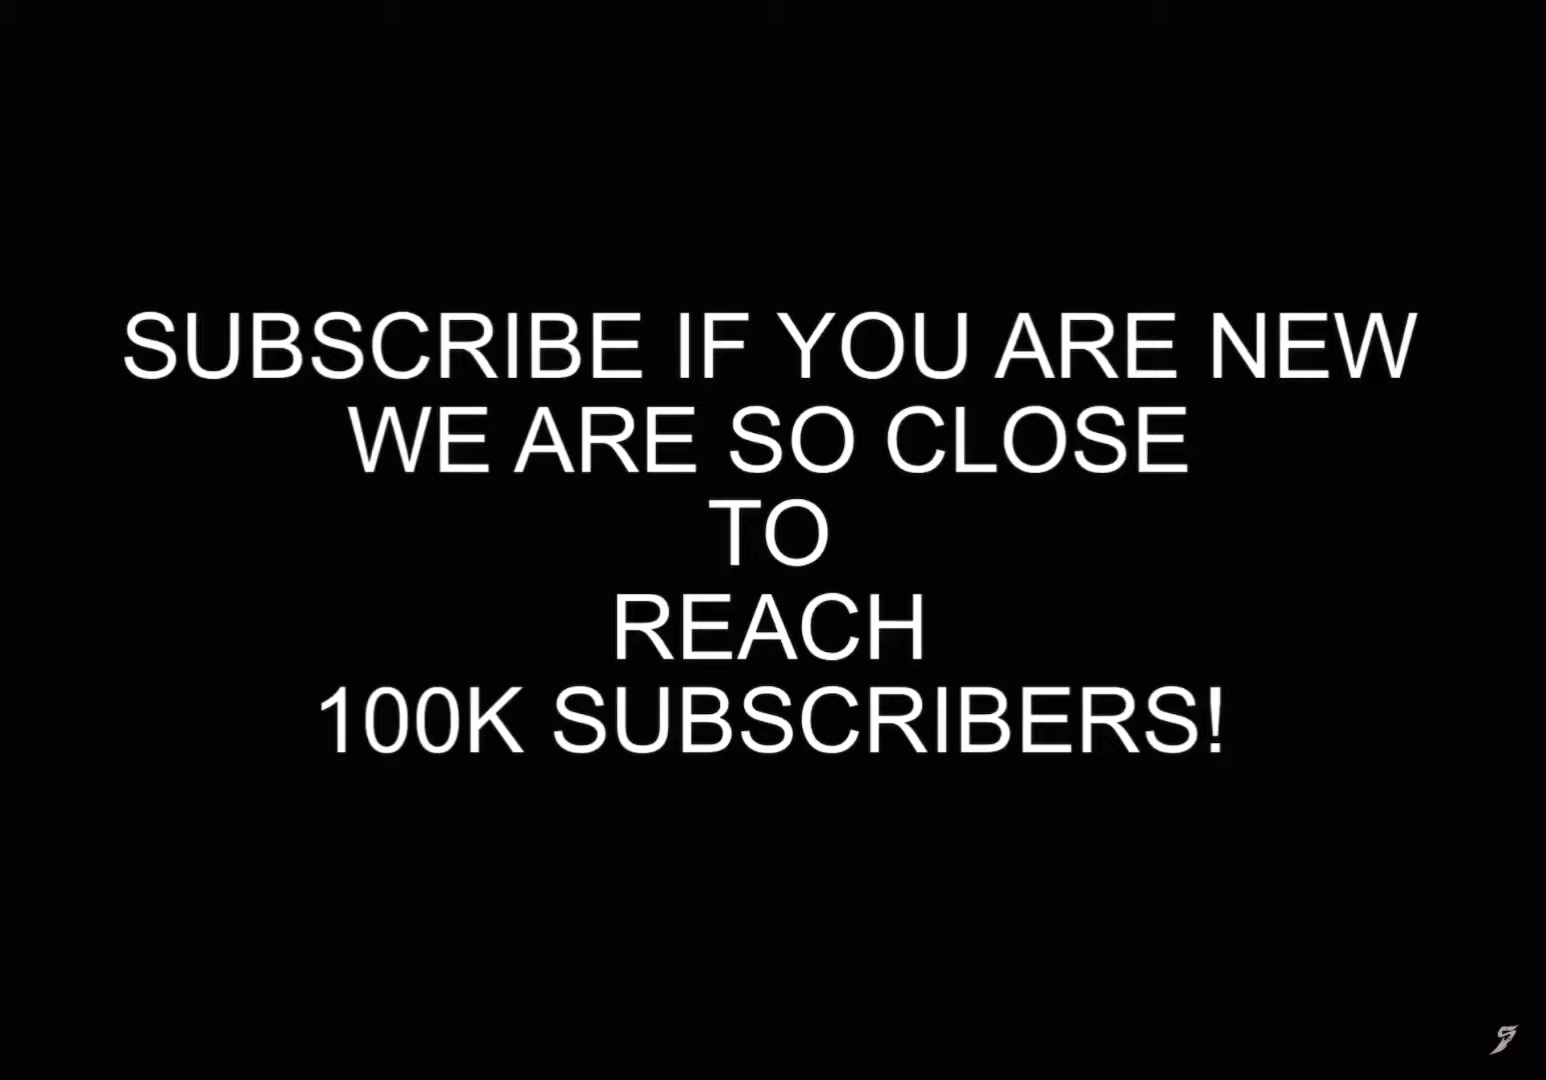 SUBSCRIBE IF YOU ARE NEW
WE ARE SO CLOSE
TO
REACH
100K SUBSCRIBERS!